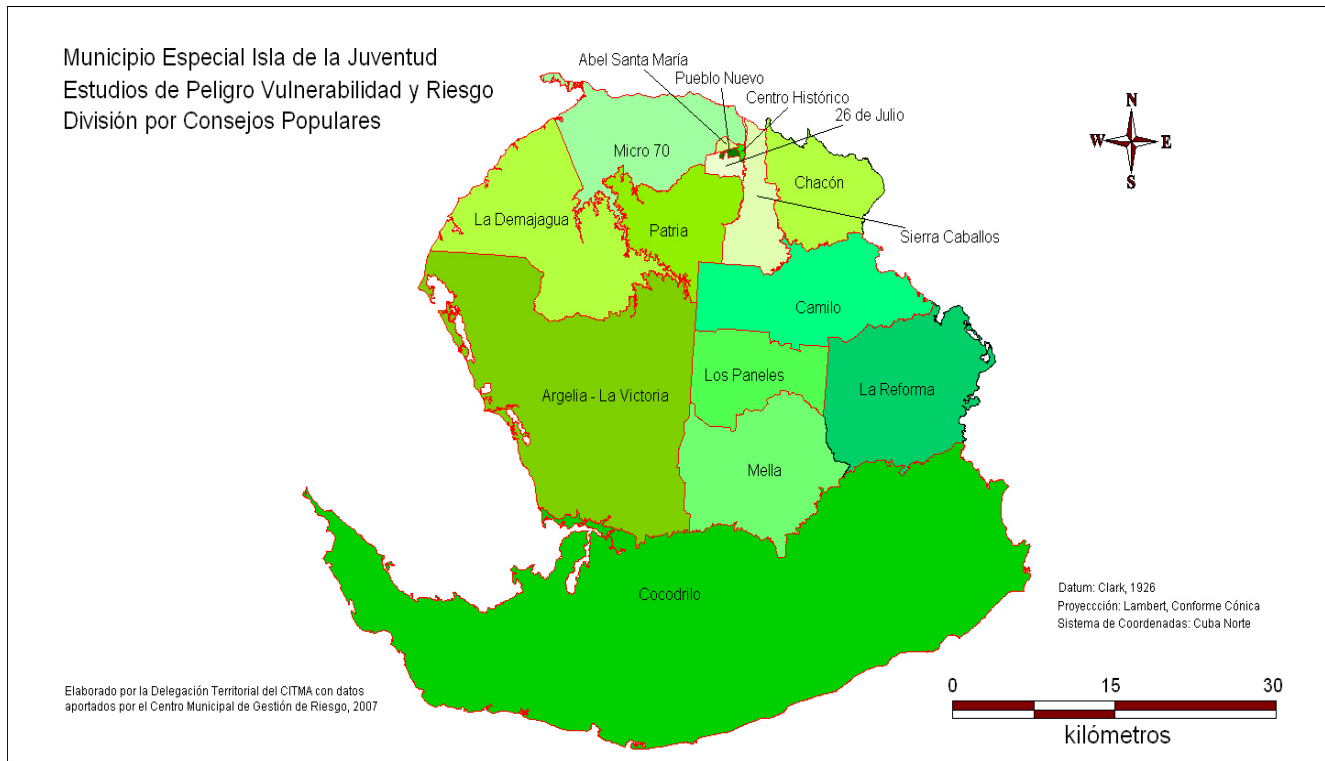 Municipio Especial Isla de la Juventud
Estudios de Peligro Vulnerabilidad y Riesgo
División por Consejos Populares
Abel Santa María
Pueblo Nuevo
Centro Histórico
26 de Julio
N
W
E
S
Micro 70
Chacón
La Demajagua
Patria
Sierra Caballos
Camilo
Los Paneles
La Reforma
Argelia - La Victoria
Mella
Cocodrilo
Datum: Clark, 1926
Proyeccción: Lambert, Conforme Cónica
Sistema de Coordenadas: Cuba Norte
Elaborado por la Delegación Territorial del CITMA con datos
aportados por el Centro Municipal de Gestión de Riesgo, 2007
0 15 30
kilómetros